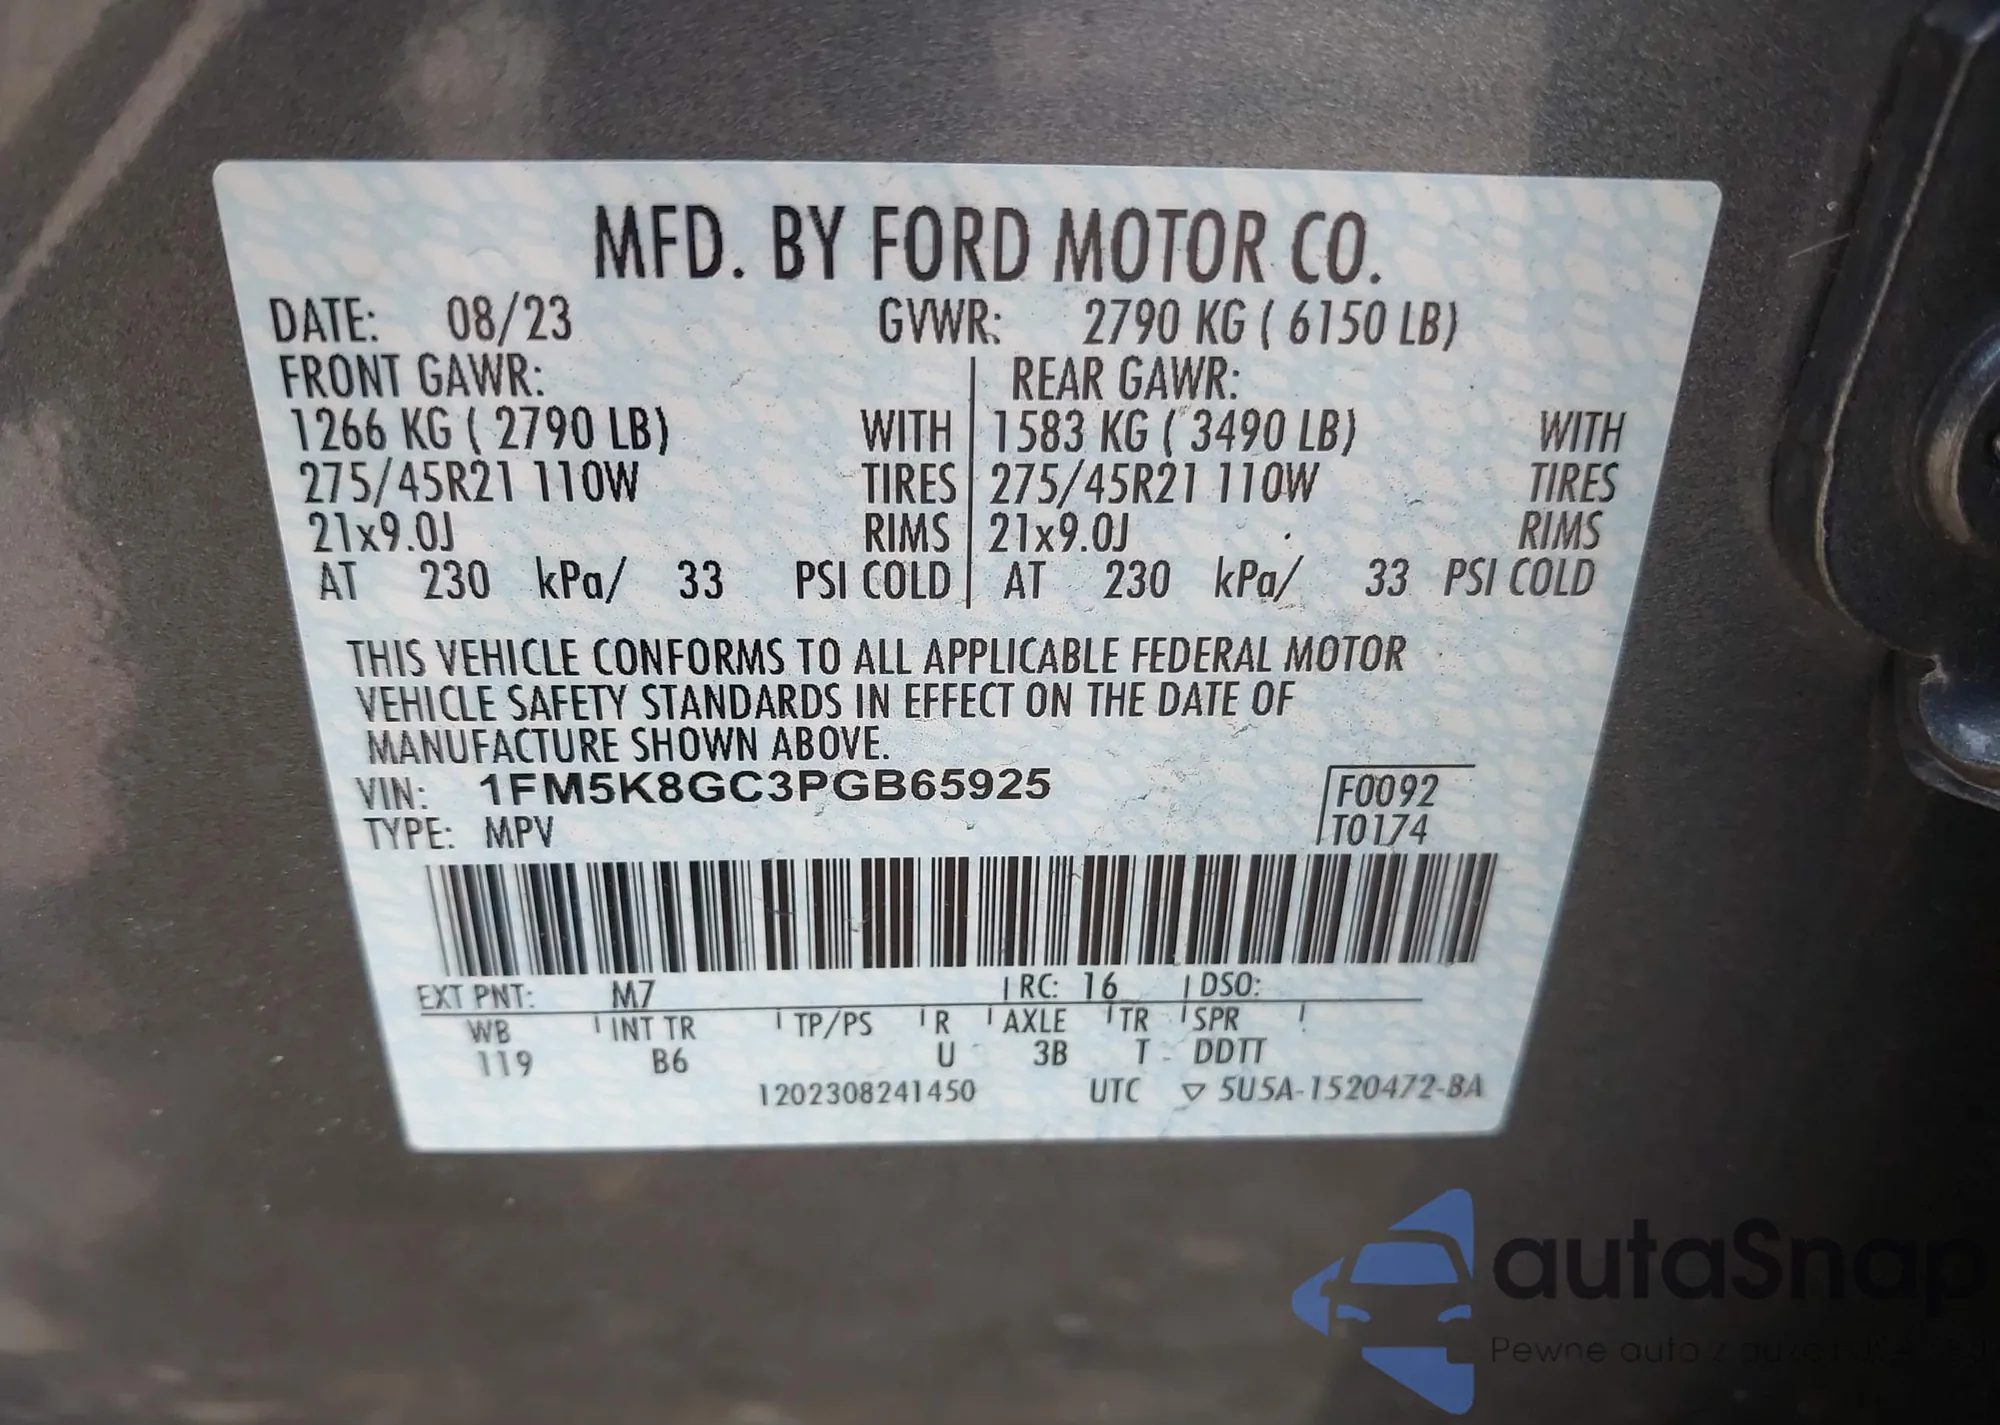 MFD. BY FORD MOTOR CO.
DATE: 08/23 GVWR: 2790 KG ( 6150 LB)
FRONT GAWR: REAR GAWR:
1266 KG ( 2790 LB) WITH 1583 KG ( 3490 LB) WITH
275/45R21 110W TIRES 275/45R21 110W TIRES
21x9.0J RIMS 21x9.0J RIMS
AT 230 kPa/ 33 PSI COLD AT 230 kPa/ 33 PSI COLD
THIS VEHICLE CONFORMS TO ALL APPLICABLE FEDERAL MOTOR
VEHICLE SAFETY STANDARDS IN EFFECT ON THE DATE OF
MANUFACTURE SHOWN ABOVE.
VIN: 1FM5K8GC3PGB65925 F0092
TYPE: MPV T0174
EXT PNT: M7 RC: 16 DSO:
WB INT TR TP/PS R AXLE TR SPR
119 B6 U 3B T DDTT
1202308241450 UTC ▽ 5U5A-1520472-BA
autaSnap
Pewne auto z